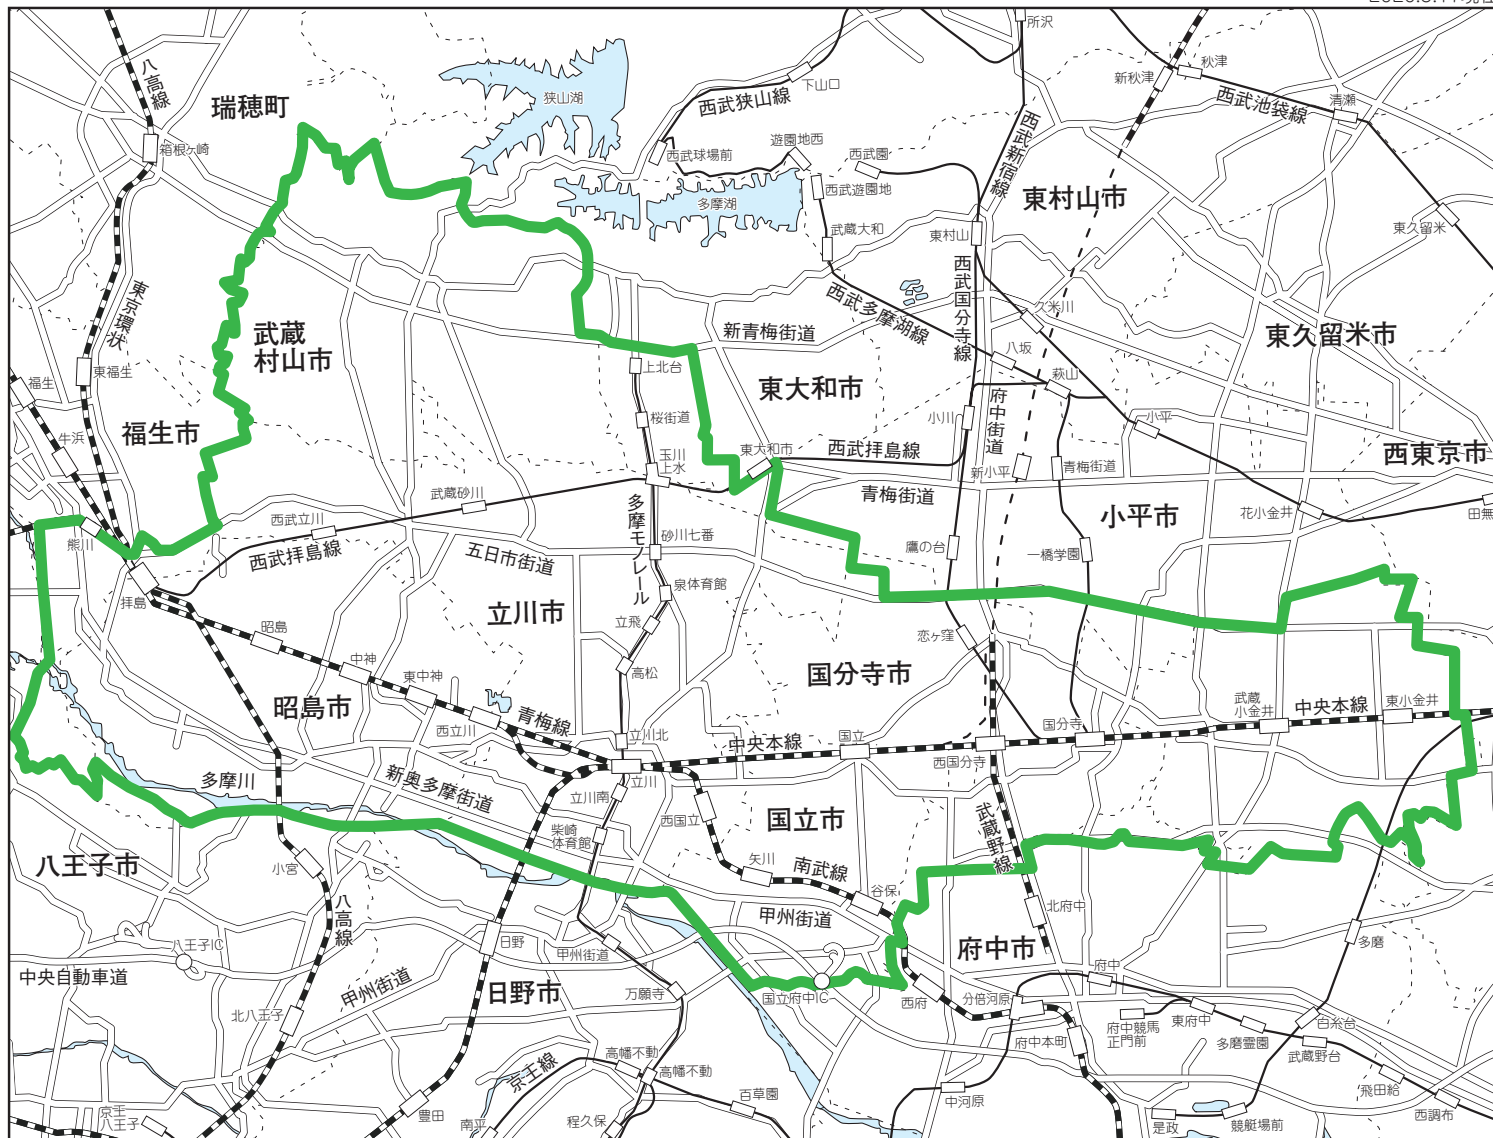 所沢
八高線
瑞穂町
狭山湖
下山口
西武狭山線
新秋津
秋津
西武池袋線
清瀬
箱根ヶ崎
西武球場前
遊園地西
西武園
西武新宿線
東村山市
西武遊園地
多摩湖
武蔵大和
東村山
東久留米
西武国分寺線
東京環状
西武多摩湖線
久米川
武蔵
村山市
新青梅街道
東久留米市
八坂
上北台
東福生
福生
東大和市
萩山
府中街道
桜街道
小川
小平
福生市
牛浜
玉川
上水
東大和市
西武拝島線
西東京市
新小平
青梅街道
武蔵砂川
青梅街道
多摩モノレール
小平市
花小金井
田無
西武立川
熊川
西武拝島線
五日市街道
砂川七番
鷹の台
一橋学園
拝島
泉体育館
立川市
立飛
昭島
恋ヶ窪
中神
東中神
高松
国分寺市
昭島市
武蔵
小金井
中央本線
東小金井
青梅線
西立川
立川北
中央本線
国立
国分寺
西国分寺
多摩川
新奥多摩街道
立川
立川南
西国立
国立市
武蔵野線
柴崎
体育館
八王子市
小宮
矢川
南武線
谷保
八高線
甲州街道
北府中
八王子IC
日野
甲州街道
府中市
多磨
中央自動車道
甲州街道
日野市
万願寺
国立府中IC
西府
分倍河原
府中
北八王子
府中競馬
正門前
東府中
白糸台
府中本町
多磨霊園
武蔵野台
高幡不動
京王線
高幡不動
飛田給
京王
八王子
豊田
南平
程久保
百草園
中河原
是政
競艇場前
西調布